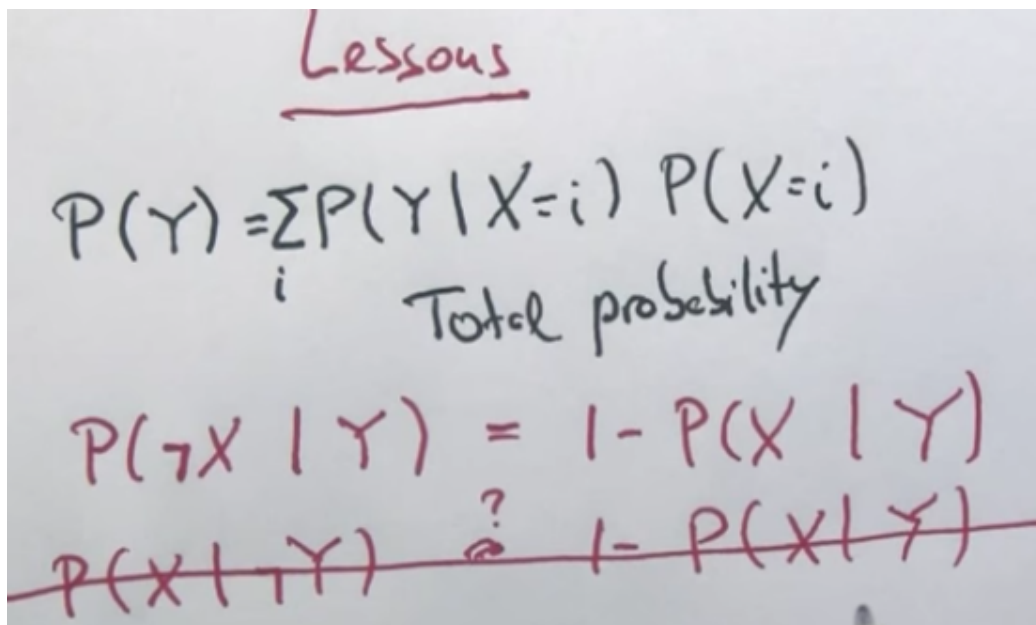 Lessons
P(Y) = Σ P(Y | X=i) P(X=i)
i
Total probability
P(¬X | Y) = 1 - P(X | Y)
?
P(X | ¬Y) = 1 - P(X | Y)